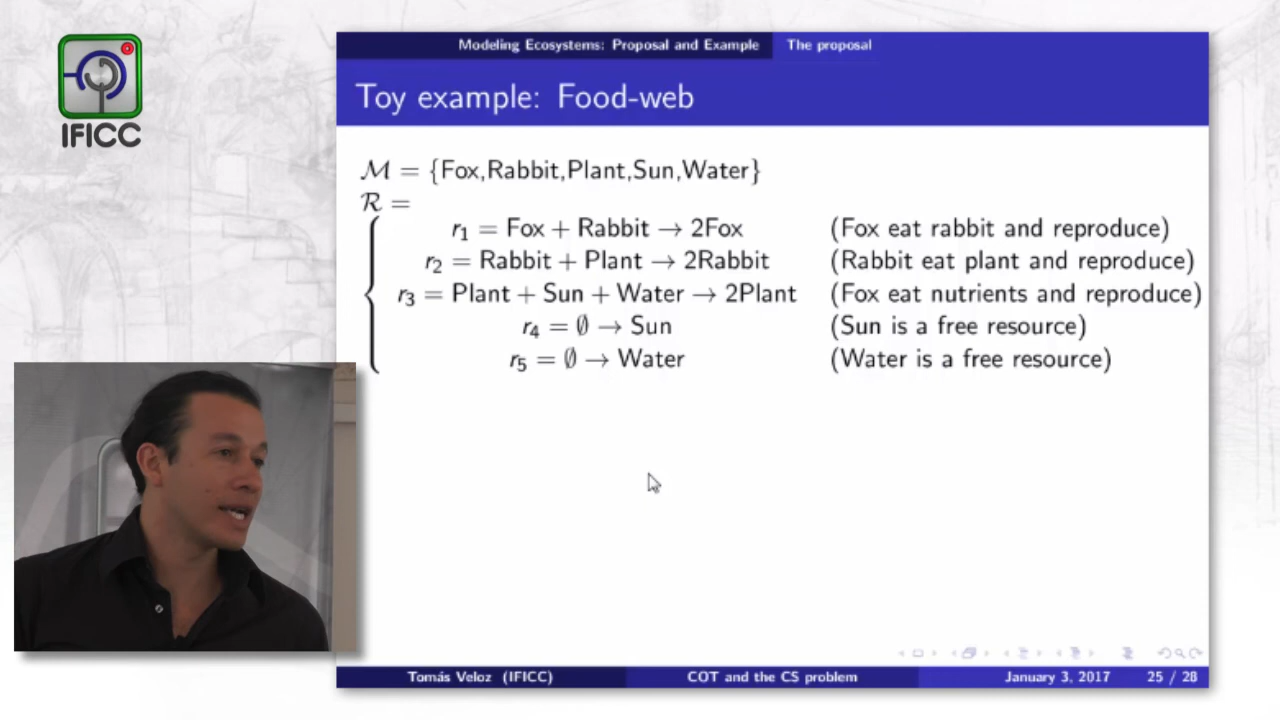 IFICC
Modeling Ecosystems: Proposal and Example The proposal
Toy example: Food-web
ℳ = {Fox,Rabbit,Plant,Sun,Water}
ℛ =
r₁ = Fox + Rabbit → 2Fox (Fox eat rabbit and reproduce)
r₂ = Rabbit + Plant → 2Rabbit (Rabbit eat plant and reproduce)
r₃ = Plant + Sun + Water → 2Plant (Fox eat nutrients and reproduce)
r₄ = ∅ → Sun (Sun is a free resource)
r₅ = ∅ → Water (Water is a free resource)
Tomás Veloz (IFICC) COT and the CS problem January 3, 2017 25 / 28